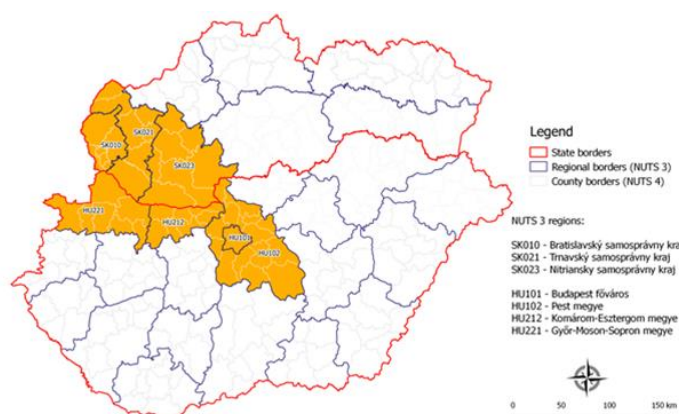 SK021
SK010
SK023
HU221
HU212
HU101
HU102
Legend
State borders
Regional borders (NUTS 3)
County borders (NUTS 4)
NUTS 3 regions:
SK010 - Bratislavský samosprávny kra
SK021 - Trnavský samosprávny kraj
SK023 - Nitriansky samosprávny kraj
HU101 - Budapest főváros
HU102 - Pest megye
HU212 - Komárom-Esztergom megye
HU221 - Győr-Moson-Sopron megye
0 50 100 150 km